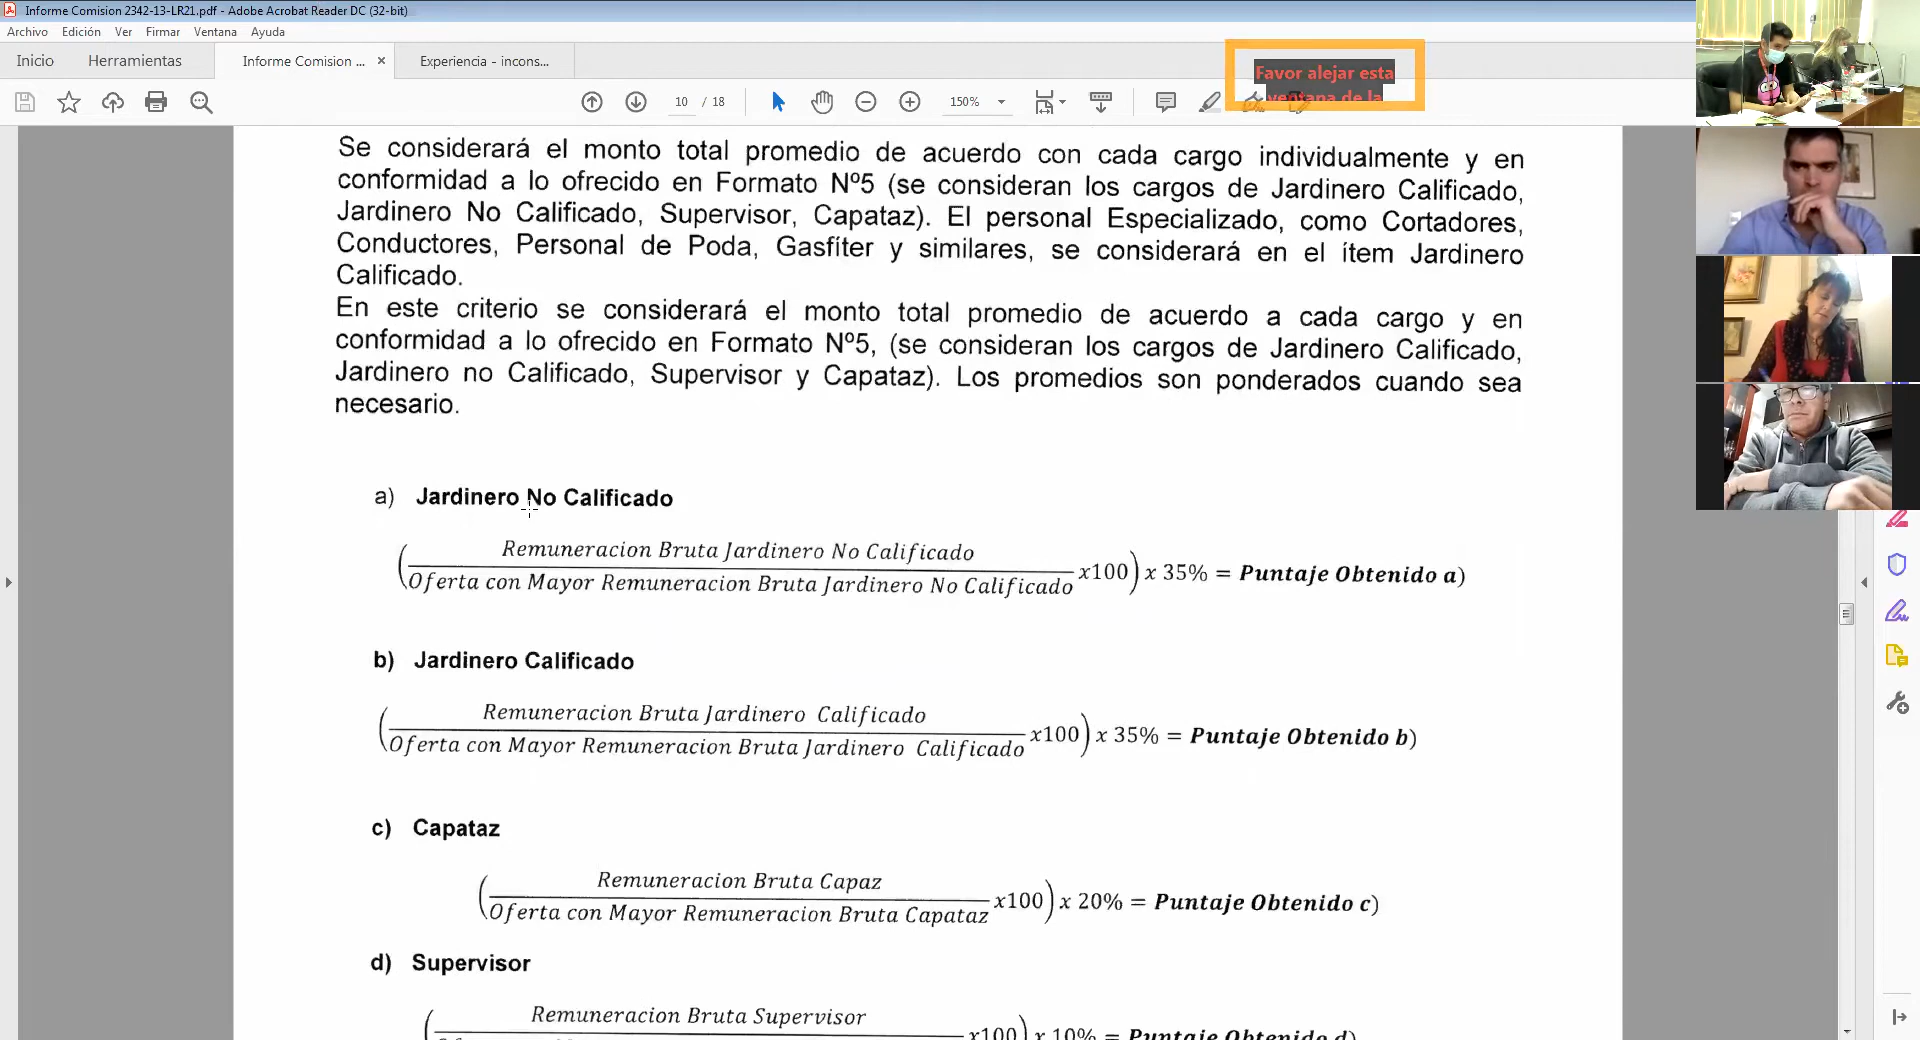 Informe Comision 2342-13-LR21.pdf - Adobe Acrobat Reader DC (32-bit)
Archivo Edición Ver Firmar Ventana Ayuda
Inicio Herramientas Informe Comision ... × Experiencia - incons...
Favor alejar esta
ventana de la
10 / 18 150%
Se considerará el monto total promedio de acuerdo con cada cargo individualmente y en
conformidad a lo ofrecido en Formato Nº5 (se consideran los cargos de Jardinero Calificado,
Jardinero No Calificado, Supervisor, Capataz). El personal Especializado, como Cortadores,
Conductores, Personal de Poda, Gasfíter y similares, se considerará en el ítem Jardinero
Calificado.
En este criterio se considerará el monto total promedio de acuerdo a cada cargo y en
conformidad a lo ofrecido en Formato Nº5, (se consideran los cargos de Jardinero Calificado,
Jardinero no Calificado, Supervisor y Capataz). Los promedios son ponderados cuando sea
necesario.
a) Jardinero No Calificado
Remuneracion Bruta Jardinero No Calificado
(Oferta con Mayor Remuneracion Bruta Jardinero No Calificado x100) x 35% = Puntaje Obtenido a)
b) Jardinero Calificado
Remuneracion Bruta Jardinero Calificado
(Oferta con Mayor Remuneracion Bruta Jardinero Calificado x100) x 35% = Puntaje Obtenido b)
c) Capataz
Remuneracion Bruta Capaz
(Oferta con Mayor Remuneracion Bruta Capataz x100) x 20% = Puntaje Obtenido c)
d) Supervisor
Remuneracion Bruta Supervisor
x100) x 10% = Puntaje Obtenido d)